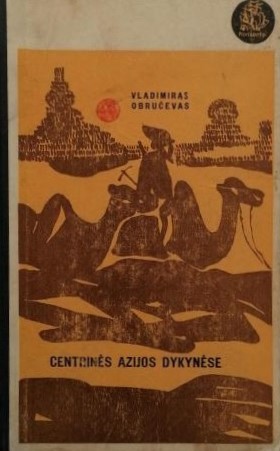 VLADIMIRAS
OBRUČEVAS
CENTRINĖS AZIJOS DYKYNĖSE